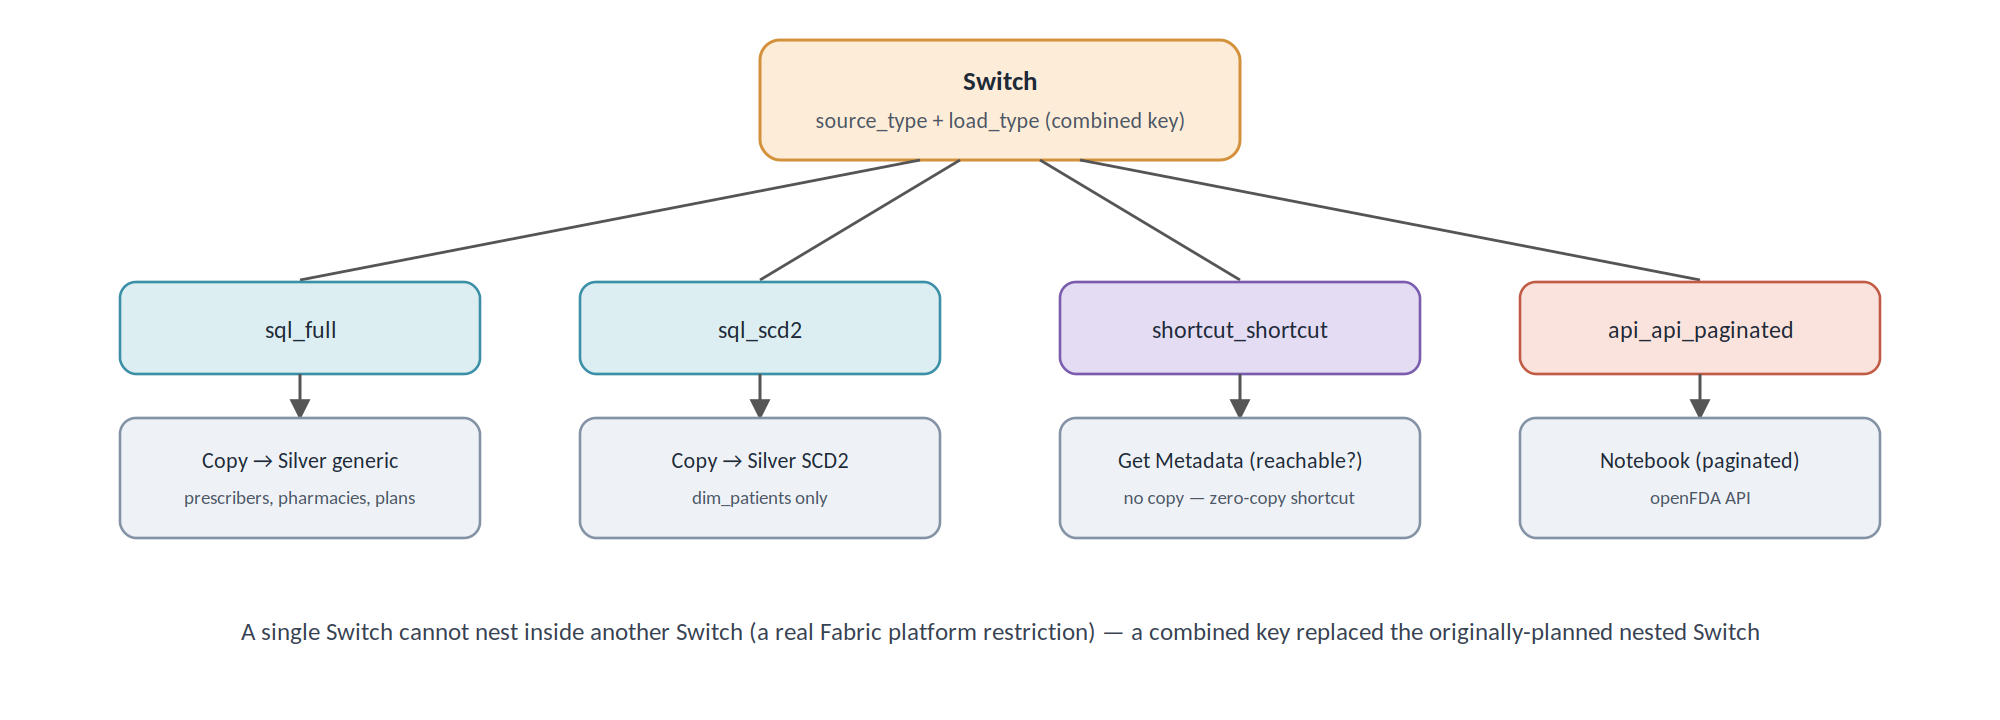 Switch
source_type + load_type (combined key)
sql_full
sql_scd2
shortcut_shortcut
api_api_paginated
Copy → Silver generic
prescribers, pharmacies, plans
Copy → Silver SCD2
dim_patients only
Get Metadata (reachable?)
no copy — zero-copy shortcut
Notebook (paginated)
openFDA API
A single Switch cannot nest inside another Switch (a real Fabric platform restriction) — a combined key replaced the originally-planned nested Switch